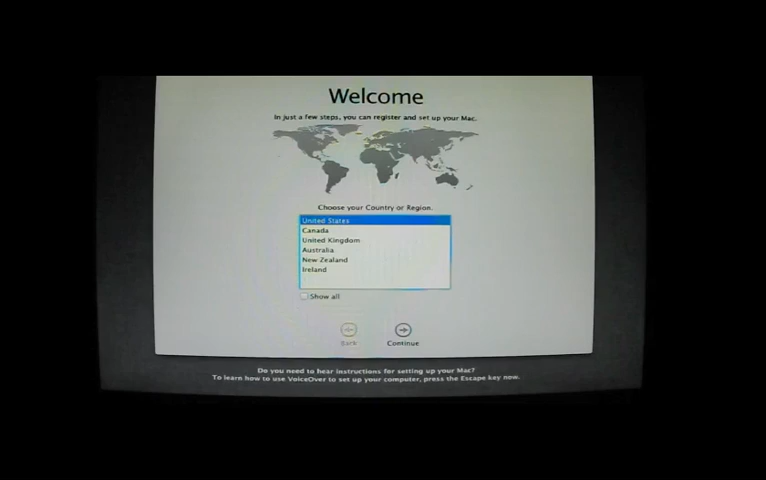 Welcome
In just a few steps, you can register and set up your Mac.
Choose your Country or Region.
United States
Canada
United Kingdom
Australia
New Zealand
Ireland
Show all
Back
Continue
Do you need to hear instructions for setting up your Mac?
To learn how to use VoiceOver to set up your computer, press the Escape key now.